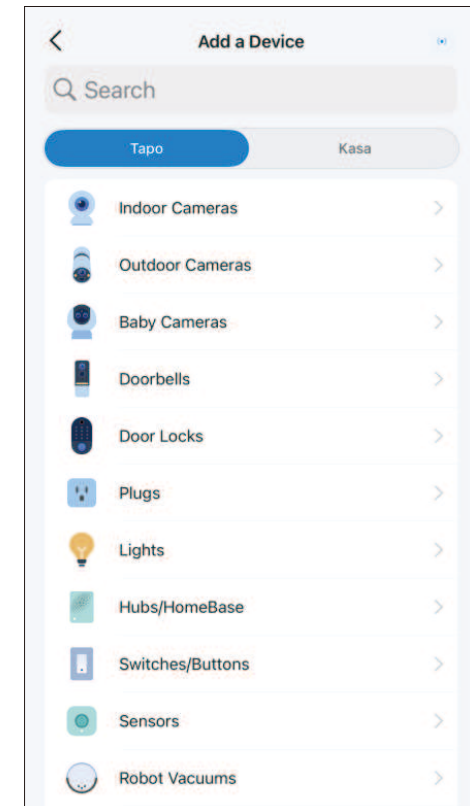 Add a Device
Search
Tapo Kasa
Indoor Cameras
Outdoor Cameras
Baby Cameras
Doorbells
Door Locks
Plugs
Lights
Hubs/HomeBase
Switches/Buttons
Sensors
Robot Vacuums